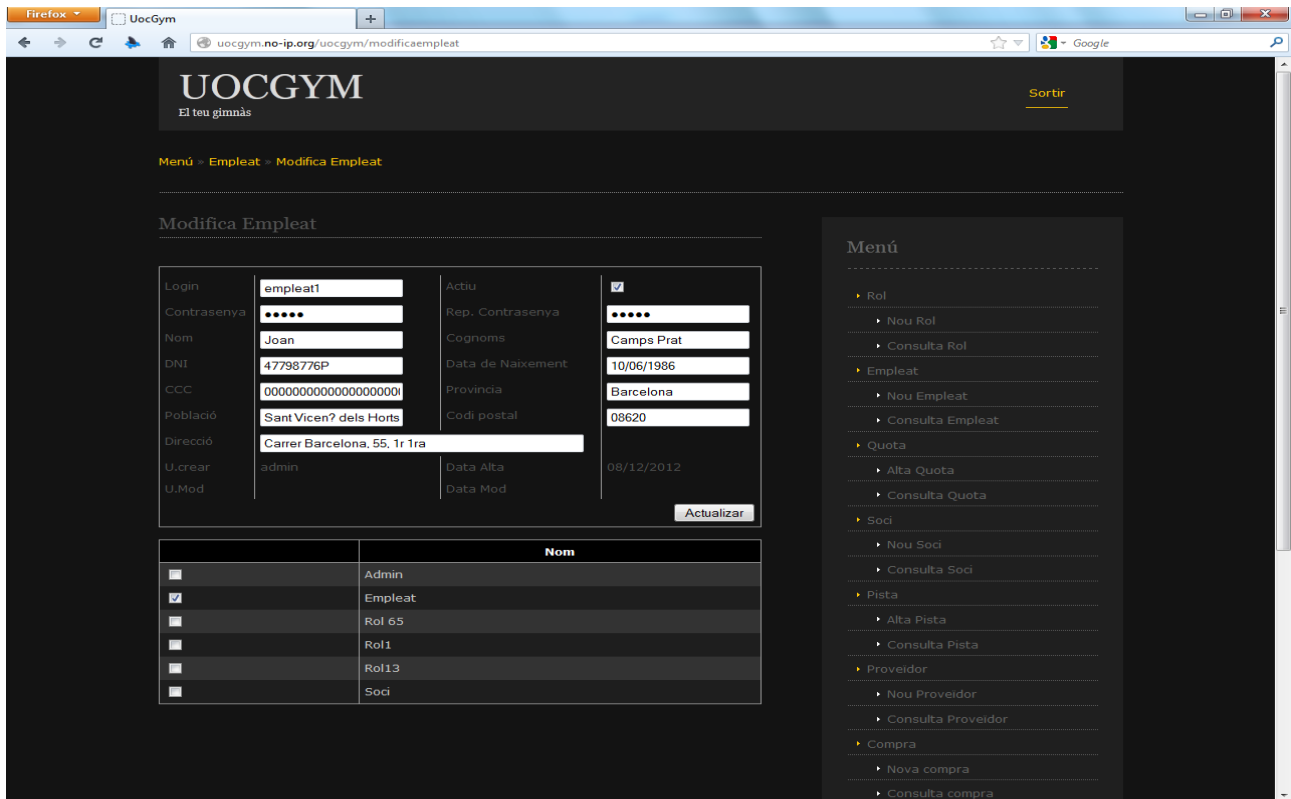 Firefox
UocGym
uocgym.no-ip.org/uocgym/modificaempleat
Google
UOCGYM
El teu gimnàs
Sortir
Menú » Empleat » Modifica Empleat
Modifica Empleat
Login empleat1 Actiu
Contrasenya ●●●●● Rep. Contrasenya ●●●●●
Nom Joan Cognoms Camps Prat
DNI 47798776P Data de Naixement 10/06/1986
CCC 0000000000000000000 Provincia Barcelona
Població Sant Vicen? dels Horts Codi postal 08620
Direcció Carrer Barcelona, 55, 1r 1ra
U.crear admin Data Alta 08/12/2012
U.Mod Data Mod
Actualizar
Nom
Admin
Empleat
Rol 65
Rol1
Rol13
Soci
Menú
Rol
Nou Rol
Consulta Rol
Empleat
Nou Empleat
Consulta Empleat
Quota
Alta Quota
Consulta Quota
Soci
Nou Soci
Consulta Soci
Pista
Alta Pista
Consulta Pista
Proveidor
Nou Proveidor
Consulta Proveidor
Compra
Nova compra
Consulta compra